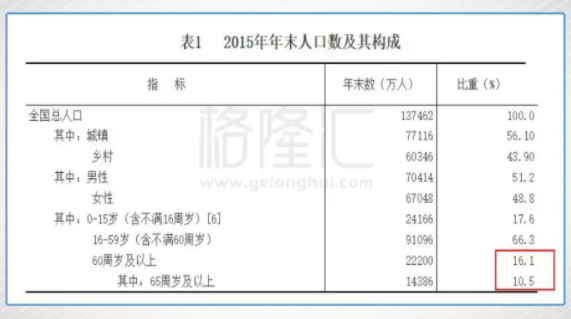 表1 2015年年末人口数及其构成
指 标 年末数（万人） 比重（%）
全国总人口 137462 100.0
其中：城镇 77116 56.10
乡村 60346 43.90
其中：男性 70414 51.2
女性 67048 48.8
其中：0-15岁（含不满16周岁）[6] 24166 17.6
16-59岁（含不满60周岁） 91096 66.3
60周岁及以上 22200 16.1
其中：65周岁及以上 14386 10.5
格隆汇
www.gelonghui.com